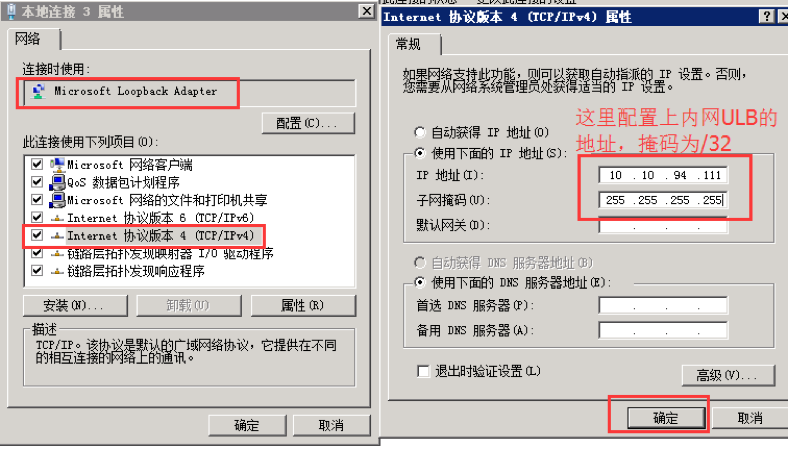 本地连接 3 属性
网络
连接时使用:
Microsoft Loopback Adapter
配置(C)...
此连接使用下列项目(O):
Microsoft 网络客户端
QoS 数据包计划程序
Microsoft 网络的文件和打印机共享
Internet 协议版本 6 (TCP/IPv6)
Internet 协议版本 4 (TCP/IPv4)
链路层拓扑发现映射器 I/O 驱动程序
链路层拓扑发现响应程序
安装(N)...
卸载(U)
属性(R)
描述
TCP/IP。该协议是默认的广域网络协议，它提供在不同
的相互连接的网络上的通讯。
确定
取消
Internet 协议版本 4 (TCP/IPv4) 属性
常规
如果网络支持此功能，则可以获取自动指派的 IP 设置。否则，
您需要从网络系统管理员处获得适当的 IP 设置。
这里配置上内网ULB的
地址，掩码为/32
自动获得 IP 地址(O)
使用下面的 IP 地址(S):
IP 地址(I):
10 . 10 . 94 . 111
子网掩码(U):
255 . 255 . 255 . 255
默认网关(D):
. . .
自动获得 DNS 服务器地址(B)
使用下面的 DNS 服务器地址(E):
首选 DNS 服务器(P):
. . .
备用 DNS 服务器(A):
. . .
退出时验证设置(L)
高级(V)...
确定
取消